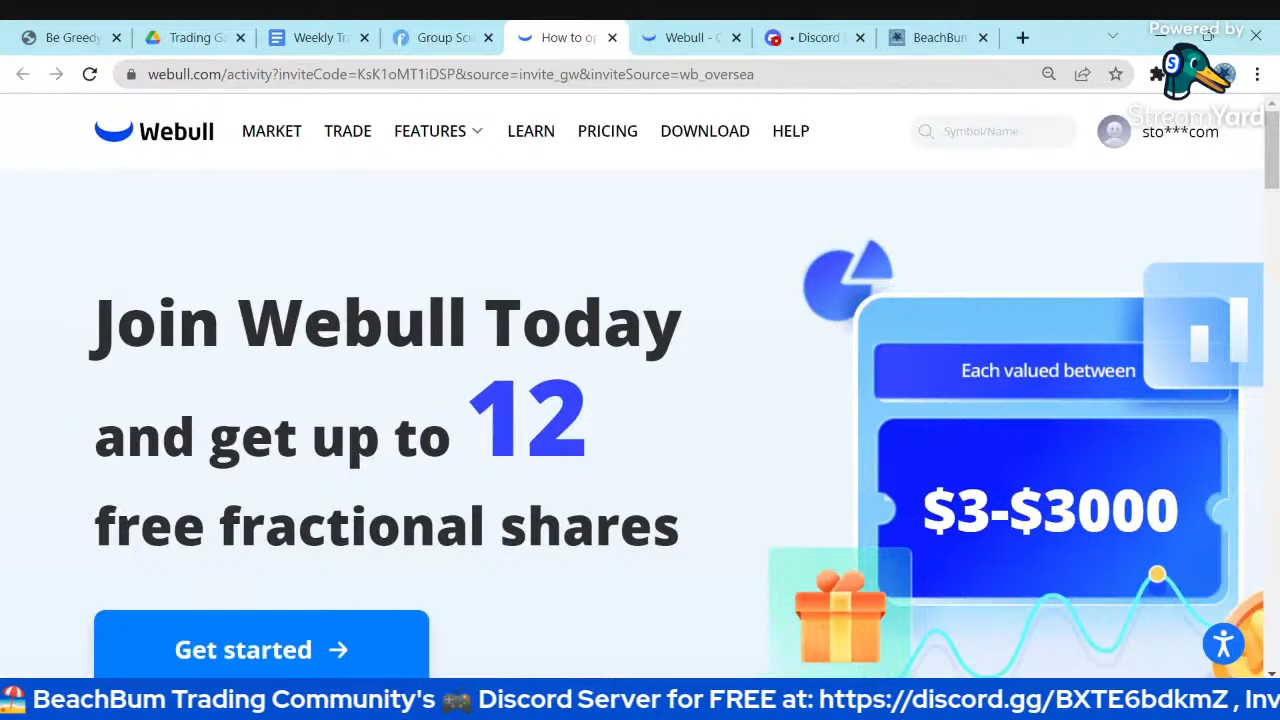 Powered by
Be Greedy
Trading G
Weekly Tr
Group Sc
How to op
Webull - C
• Discord
BeachBun
webull.com/activity?inviteCode=KsK1oMT1iDSP&source=invite_gw&inviteSource=wb_oversea
StreamYard
Webull
MARKET
TRADE
FEATURES
LEARN
PRICING
DOWNLOAD
HELP
Symbol/Name
sto***com
Join Webull Today
and get up to 12
free fractional shares
Each valued between
$3-$3000
Get started →
BeachBum Trading Community's 🎮 Discord Server for FREE at: https://discord.gg/BXTE6bdkmZ , Inv